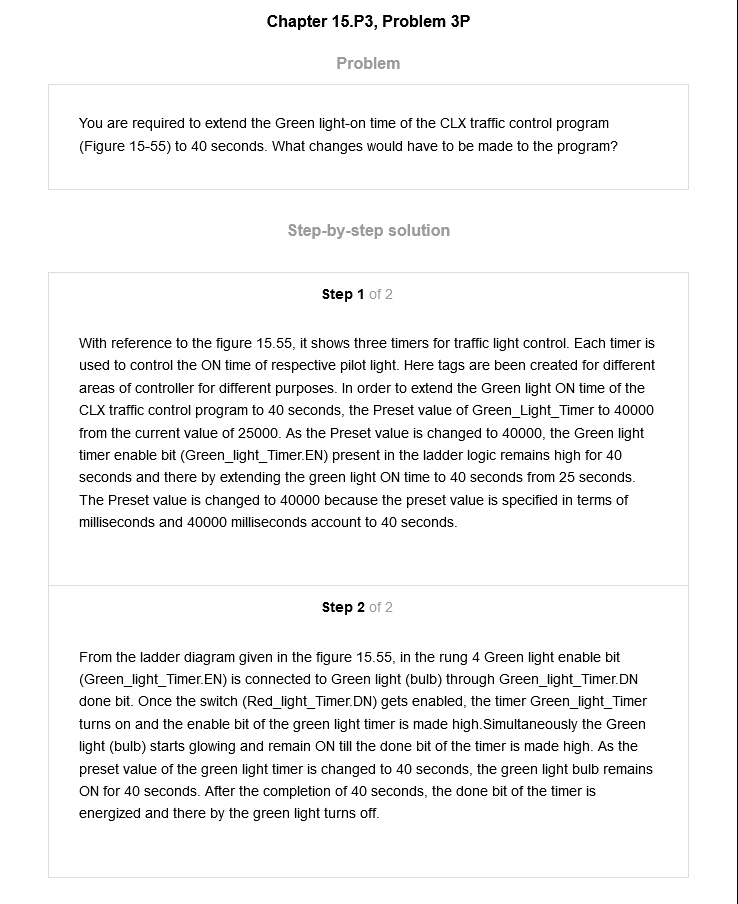 Chapter 15.P3, Problem 3P
Problem
You are required to extend the Green light-on time of the CLX traffic control program
(Figure 15-55) to 40 seconds. What changes would have to be made to the program?
Step-by-step solution
Step 1 of 2
With reference to the figure 15.55, it shows three timers for traffic light control. Each timer is
used to control the ON time of respective pilot light. Here tags are been created for different
areas of controller for different purposes. In order to extend the Green light ON time of the
CLX traffic control program to 40 seconds, the Preset value of Green_Light_Timer to 40000
from the current value of 25000. As the Preset value is changed to 40000, the Green light
timer enable bit (Green_light_Timer.EN) present in the ladder logic remains high for 40
seconds and there by extending the green light ON time to 40 seconds from 25 seconds.
The Preset value is changed to 40000 because the preset value is specified in terms of
milliseconds and 40000 milliseconds account to 40 seconds.
Step 2 of 2
From the ladder diagram given in the figure 15.55, in the rung 4 Green light enable bit
(Green_light_Timer.EN) is connected to Green light (bulb) through Green_light_Timer.DN
done bit. Once the switch (Red_light_Timer.DN) gets enabled, the timer Green_light_Timer
turns on and the enable bit of the green light timer is made high.Simultaneously the Green
light (bulb) starts glowing and remain ON till the done bit of the timer is made high. As the
preset value of the green light timer is changed to 40 seconds, the green light bulb remains
ON for 40 seconds. After the completion of 40 seconds, the done bit of the timer is
energized and there by the green light turns off.